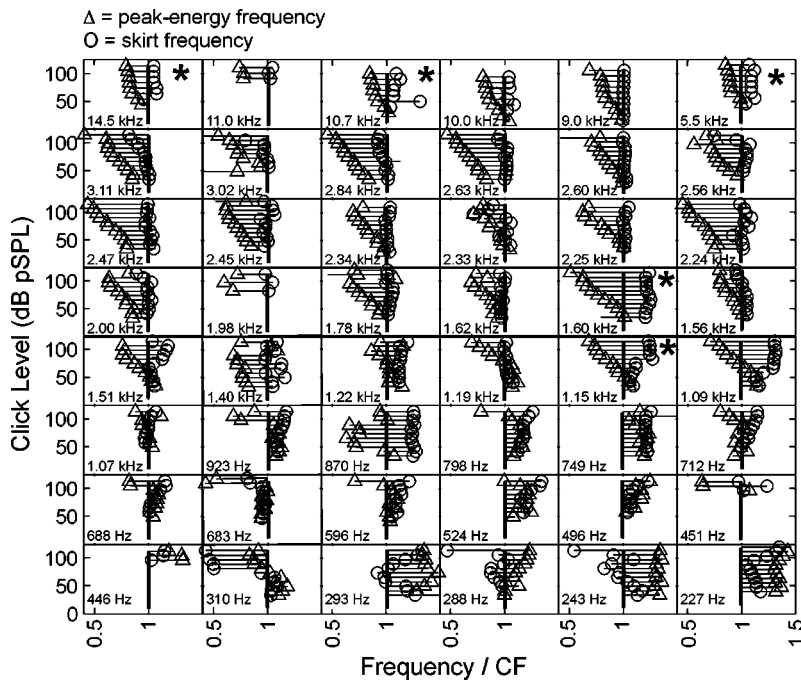 Δ = peak-energy frequency
O = skirt frequency
Click Level (dB pSPL)
100
50
14.5 kHz
11.0 kHz
10.7 kHz
10.0 kHz
9.0 kHz
5.5 kHz
*
*
*
100
50
3.11 kHz
3.02 kHz
2.84 kHz
2.63 kHz
2.60 kHz
2.56 kHz
100
50
2.47 kHz
2.45 kHz
2.34 kHz
2.33 kHz
2.25 kHz
2.24 kHz
100
50
2.00 kHz
1.98 kHz
1.78 kHz
1.62 kHz
1.60 kHz
1.56 kHz
*
100
50
1.51 kHz
1.40 kHz
1.22 kHz
1.19 kHz
1.15 kHz
1.09 kHz
*
100
50
1.07 kHz
923 Hz
870 Hz
798 Hz
749 Hz
712 Hz
100
50
688 Hz
683 Hz
596 Hz
524 Hz
496 Hz
451 Hz
100
50
0
446 Hz
310 Hz
293 Hz
288 Hz
243 Hz
227 Hz
0.5 1 0.5 1 0.5 1 0.5 1 0.5 1 0.5 1 1.5
Frequency / CF